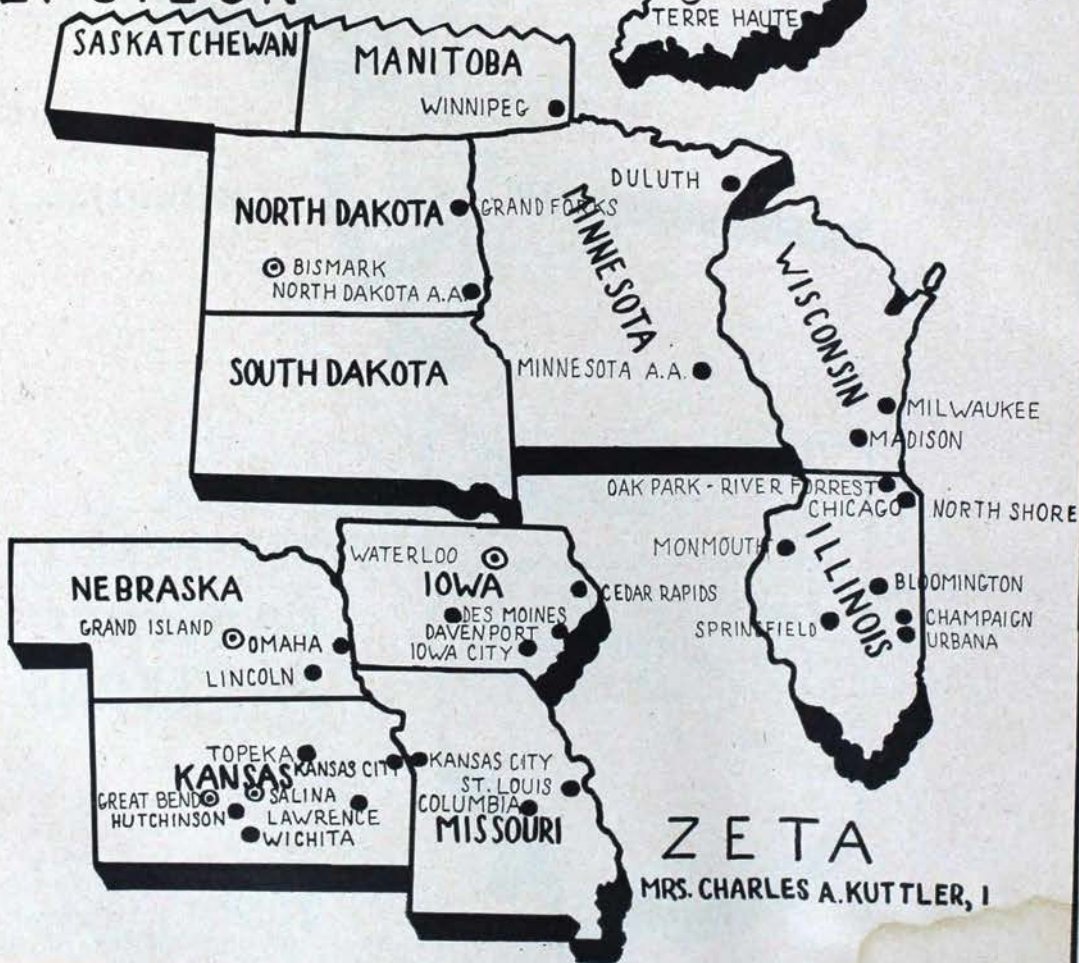 TERRE HAUTE
SASKATCHEWAN
MANITOBA
WINNIPEG
DULUTH
NORTH DAKOTA
GRAND FORKS
MINNESOTA
BISMARK
NORTH DAKOTA A.A.
WISCONSIN
SOUTH DAKOTA
MINNESOTA A.A.
MILWAUKEE
MADISON
OAK PARK - RIVER FORREST
CHICAGO
NORTH SHORE
ILLINOIS
MONMOUTH
BLOOMINGTON
CHAMPAIGN
SPRINGFIELD
URBANA
WATERLOO
IOWA
CEDAR RAPIDS
DES MOINES
DAVENPORT
IOWA CITY
NEBRASKA
GRAND ISLAND
OMAHA
LINCOLN
TOPEKA
KANSAS
KANSAS CITY
GREAT BEND
SALINA
HUTCHINSON
LAWRENCE
WICHITA
KANSAS CITY
ST. LOUIS
COLUMBIA
MISSOURI
ZETA
MRS. CHARLES A. KUTTLER, I